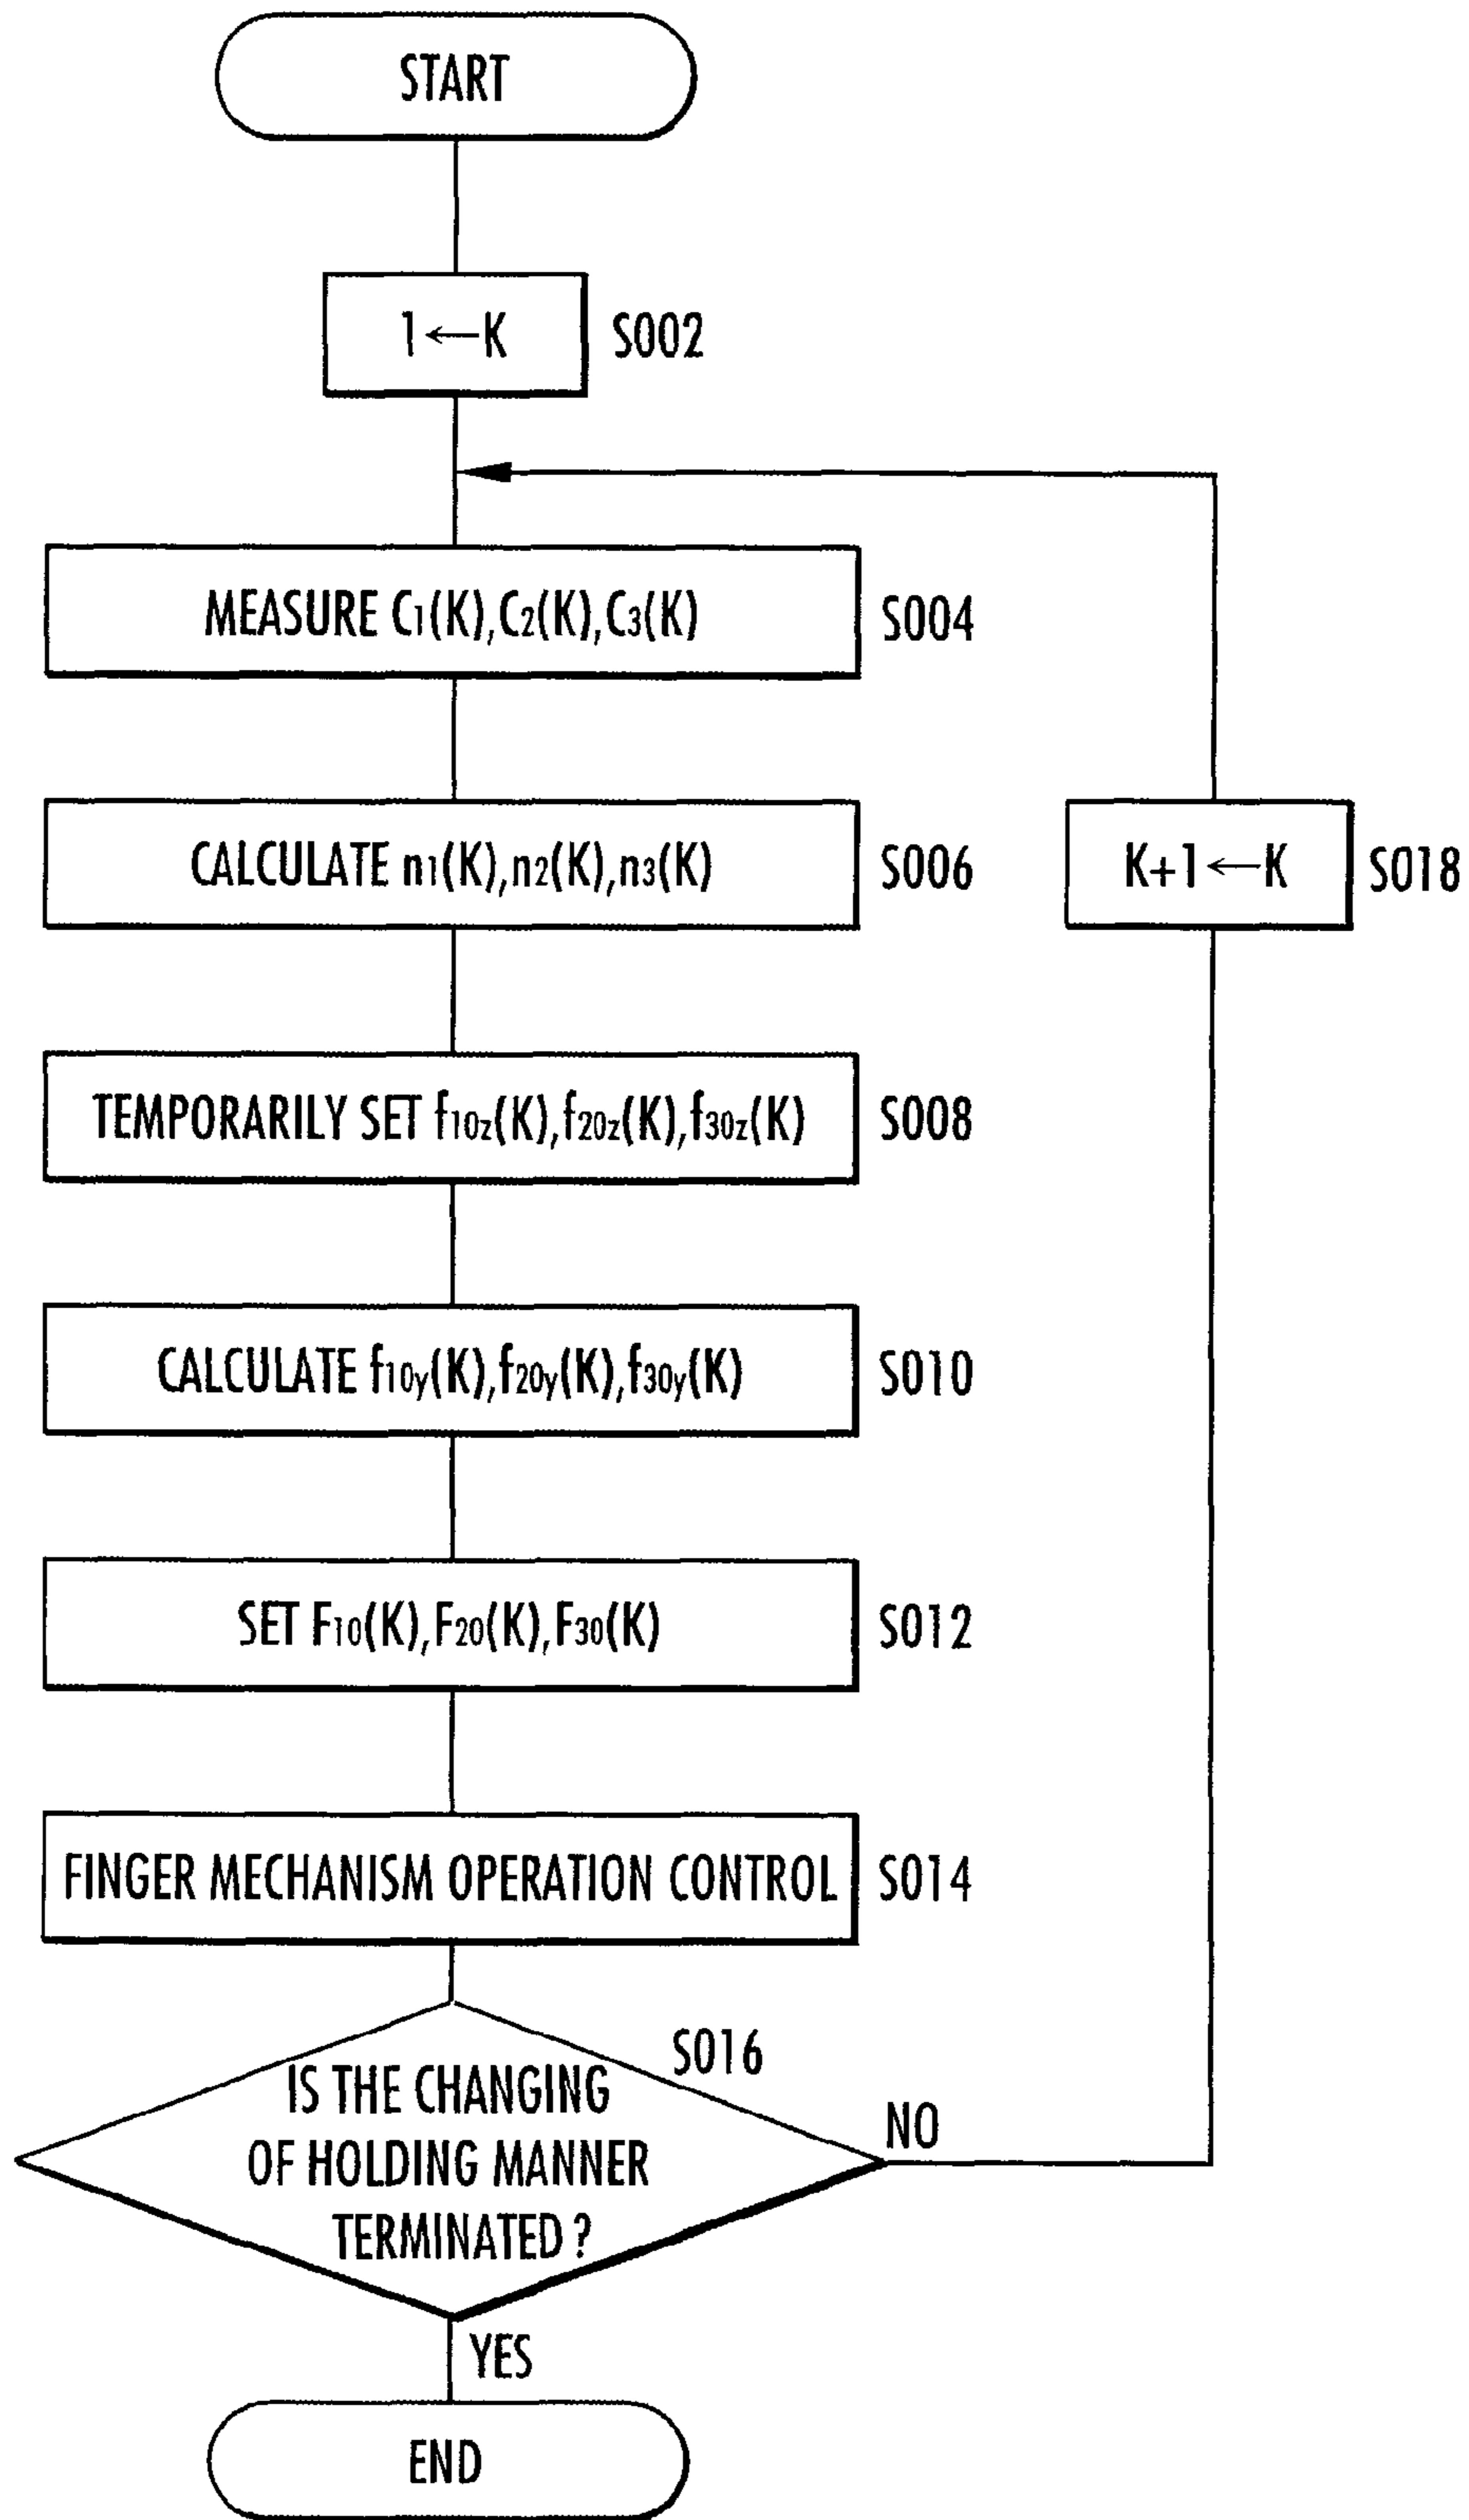 START
1←K
S002
MEASURE C1(K),C2(K),C3(K)
S004
CALCULATE n1(K),n2(K),n3(K)
S006
K+1←K
S018
TEMPORARILY SET f10z(K),f20z(K),f30z(K)
S008
CALCULATE f10y(K),f20y(K),f30y(K)
S010
SET F10(K),F20(K),F30(K)
S012
FINGER MECHANISM OPERATION CONTROL
S014
S016
IS THE CHANGING
OF HOLDING MANNER
TERMINATED?
NO
YES
END